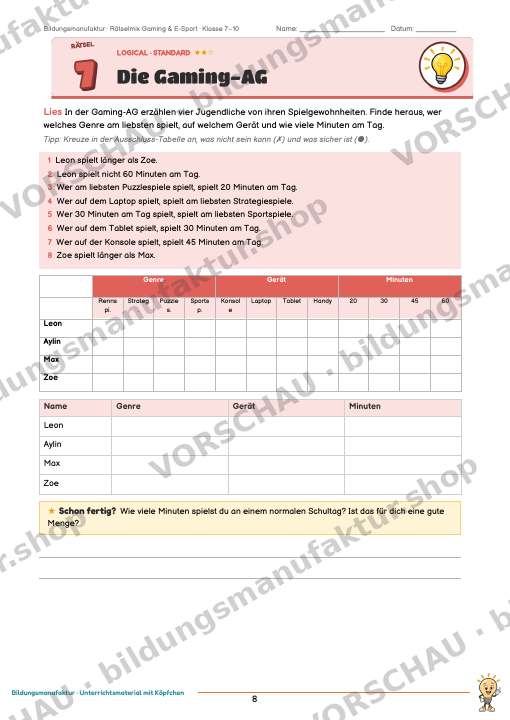 Bildungsmanufaktur · Rätselmix Gaming & E-Sport · Klasse 7–10 Name: ____________ Datum: ____________
RÄTSEL
7
LOGICAL · STANDARD ★★☆
Die Gaming-AG
Lies In der Gaming-AG erzählen vier Jugendliche von ihren Spielgewohnheiten. Finde heraus, wer
welches Genre am liebsten spielt, auf welchem Gerät und wie viele Minuten am Tag.
Tipp: Kreuze in der Ausschluss-Tabelle an, was nicht sein kann (✗) und was sicher ist (●).
1 Leon spielt länger als Zoe.
2 Leon spielt nicht 60 Minuten am Tag.
3 Wer am liebsten Puzzlespiele spielt, spielt 20 Minuten am Tag.
4 Wer auf dem Laptop spielt, spielt am liebsten Strategiespiele.
5 Wer 30 Minuten am Tag spielt, spielt am liebsten Sportspiele.
6 Wer auf dem Tablet spielt, spielt 30 Minuten am Tag.
7 Wer auf der Konsole spielt, spielt 45 Minuten am Tag.
8 Zoe spielt länger als Max.
Genre Gerät Minuten
Renns Strateg Puzzle Sports Konsol Laptop Tablet Handy 20 30 45 60
pi. . s. p. e
Leon
Aylin
Max
Zoe
Name Genre Gerät Minuten
Leon
Aylin
Max
Zoe
★ Schon fertig? Wie viele Minuten spielst du an einem normalen Schultag? Ist das für dich eine gute
Menge?
Bildungsmanufaktur · Unterrichtsmaterial mit Köpfchen
8
VORSCHAU · bildungsmanufaktur.shop